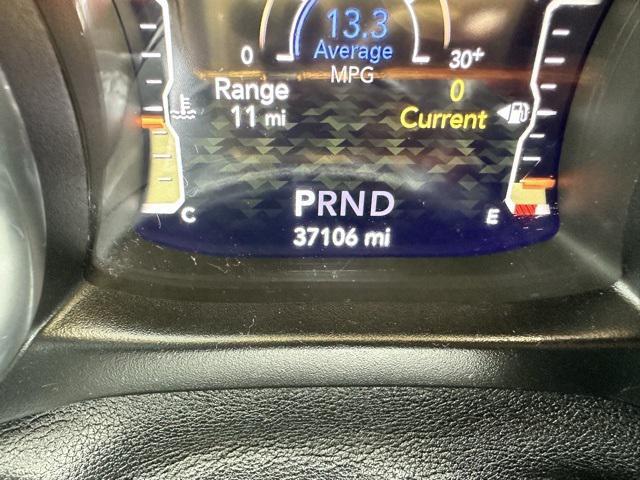 13.3
Average
MPG
0
30+
Range
11 mi
0
Current
C
E
PRND
37106 mi